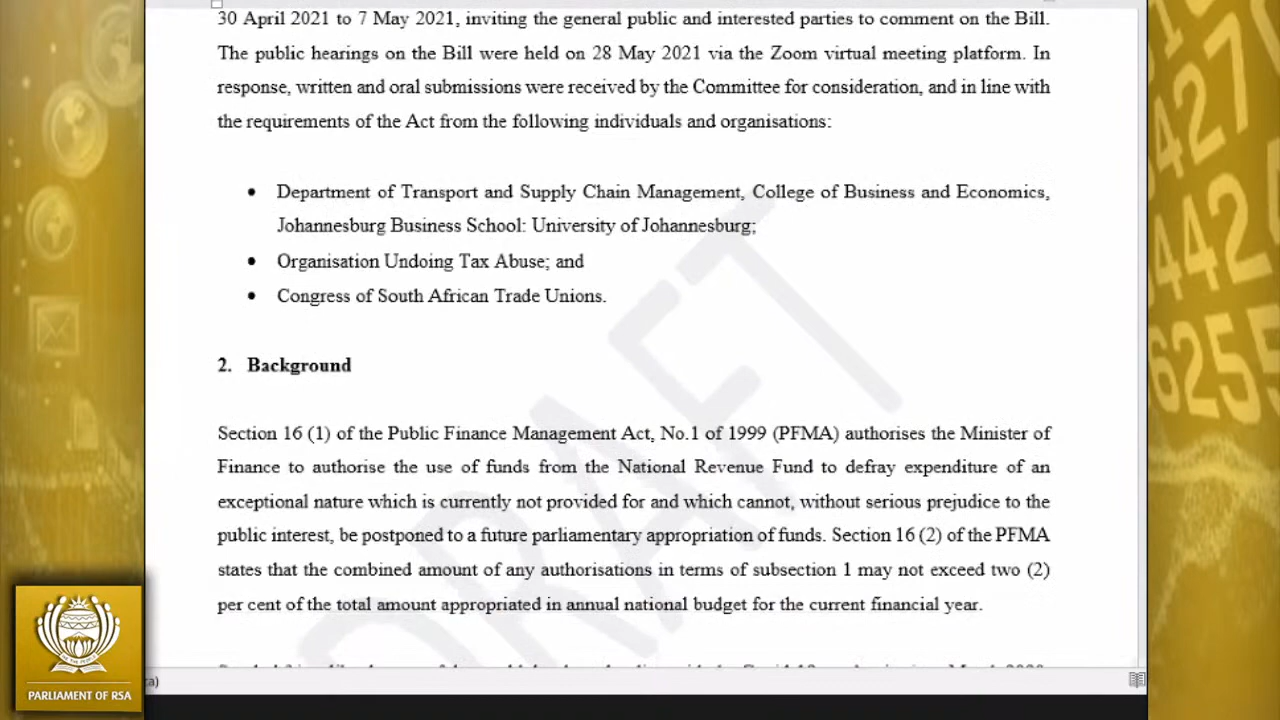 30 April 2021 to 7 May 2021, inviting the general public and interested parties to comment on the Bill.
The public hearings on the Bill were held on 28 May 2021 via the Zoom virtual meeting platform. In
response, written and oral submissions were received by the Committee for consideration, and in line with
the requirements of the Act from the following individuals and organisations:
• Department of Transport and Supply Chain Management, College of Business and Economics,
Johannesburg Business School: University of Johannesburg;
• Organisation Undoing Tax Abuse; and
• Congress of South African Trade Unions.
2. Background
Section 16 (1) of the Public Finance Management Act, No.1 of 1999 (PFMA) authorises the Minister of
Finance to authorise the use of funds from the National Revenue Fund to defray expenditure of an
exceptional nature which is currently not provided for and which cannot, without serious prejudice to the
public interest, be postponed to a future parliamentary appropriation of funds. Section 16 (2) of the PFMA
states that the combined amount of any authorisations in terms of subsection 1 may not exceed two (2)
per cent of the total amount appropriated in annual national budget for the current financial year.
DRAFT
PARLIAMENT OF RSA
427
442
6255